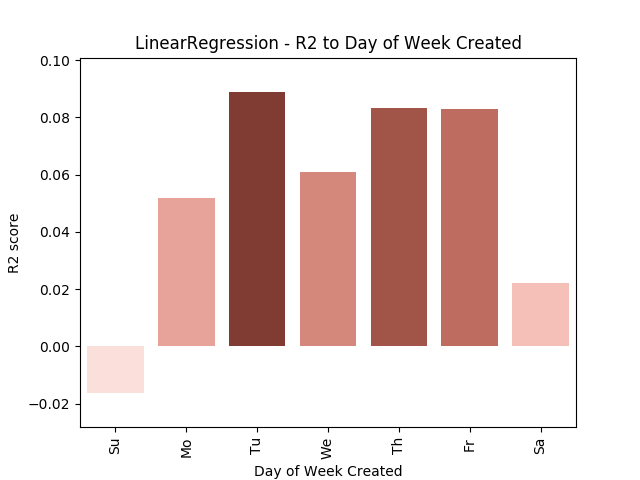 LinearRegression - R2 to Day of Week Created
0.10
0.08
0.06
0.04
0.02
0.00
−0.02
R2 score
Su
Mo
Tu
We
Th
Fr
Sa
Day of Week Created